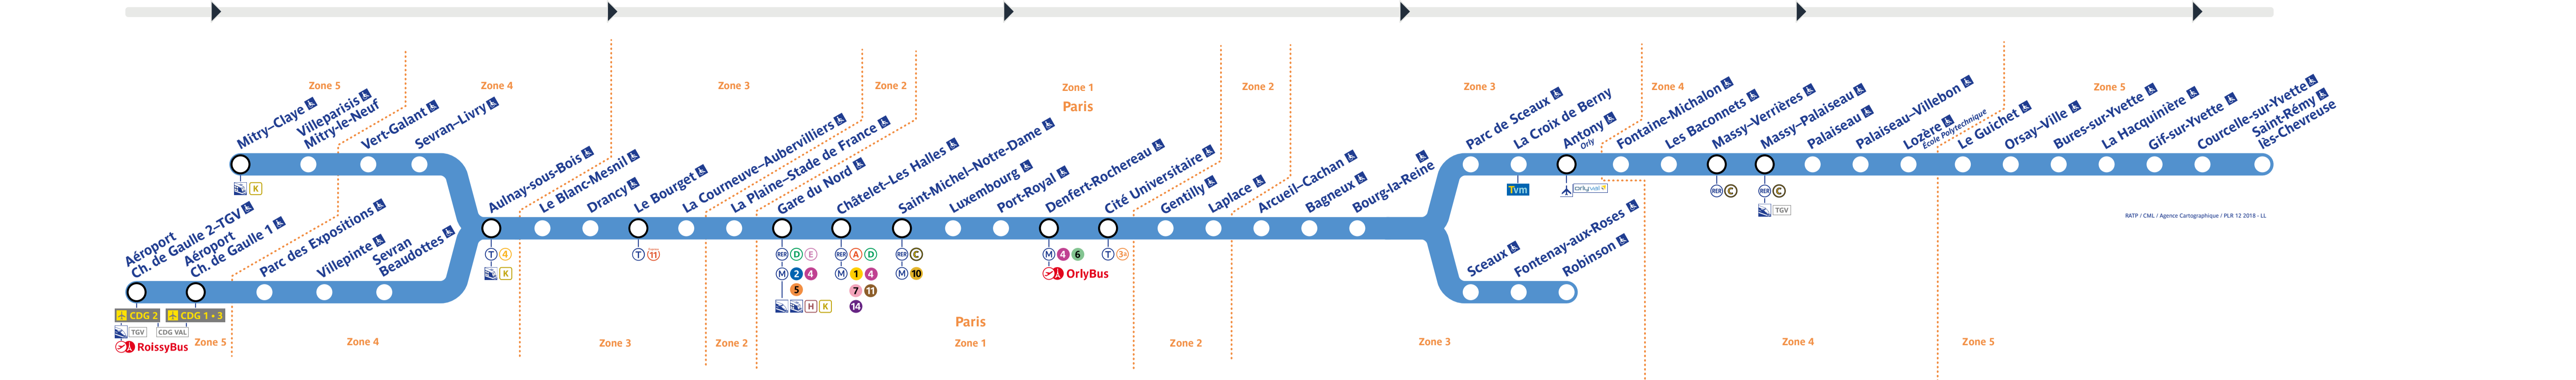 Zone 5
Zone 4
Zone 3
Zone 2
Zone 1
Paris
Zone 2
Zone 3
Zone 4
Zone 5
Mitry–Claye
Villeparisis
Mitry-le-Neuf
Vert-Galant
Sevran–Livry
Aéroport
Ch. de Gaulle 2–TGV
Aéroport
Ch. de Gaulle 1
Parc des Expositions
Villepinte
Sevran
Beaudottes
Aulnay-sous-Bois
Le Blanc-Mesnil
Drancy
Le Bourget
La Courneuve–Aubervilliers
La Plaine–Stade de France
Gare du Nord
Châtelet–Les Halles
Saint-Michel–Notre-Dame
Luxembourg
Port-Royal
Denfert-Rochereau
Cité Universitaire
Gentilly
Laplace
Arcueil–Cachan
Bagneux
Bourg-la-Reine
Parc de Sceaux
La Croix de Berny
Antony
Orly
Fontaine-Michalon
Les Baconnets
Massy–Verrières
Massy–Palaiseau
Palaiseau
Palaiseau–Villebon
Lozère
École Polytechnique
Le Guichet
Orsay–Ville
Bures-sur-Yvette
La Hacquinière
Gif-sur-Yvette
Courcelle-sur-Yvette
Saint-Rémy
lès-Chevreuse
Sceaux
Fontenay-aux-Roses
Robinson
K
CDG 2
CDG 1 • 3
TGV
CDG VAL
RoissyBus
T 4
K
T 11
RER D E
M 2 4
5
H K
RER A D
M 1 4
7 11
14
RER C
M 10
M 4 6
OrlyBus
T 3a
Tvm
orlyval
RER C
RER C
TGV
RATP / CML / Agence Cartographique / PLR 12 2018 - LL
Zone 5
Zone 4
Zone 3
Zone 2
Paris
Zone 1
Zone 2
Zone 3
Zone 4
Zone 5